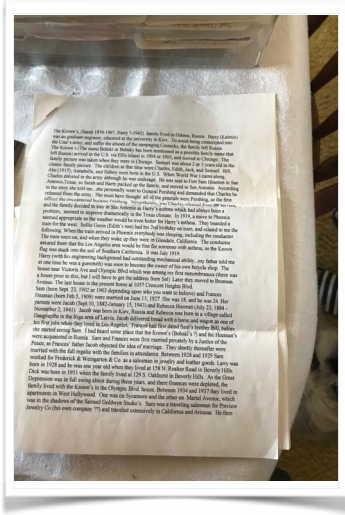 The Krown's, (Sarah 1876-1967, Harry ?-1942) family lived in Odessa, Russia. Harry (Kalmin)
was an graduate engineer, educated at the university in Kiev. To avoid being conscripted into
the Czar's army, and suffer the abuses of the rampaging Cossacks, the family left Russia.
The Krown's (The name Bobski or Bobsky has been mentioned as a possible family name that
left Russia) arrived in the U.S. via Ellis Island in 1904 or 1905, and moved to Chicago. The
family picture was taken when they were in Chicago. Samuel was about 2 or 3 years old in the
classic family picture. The children at that time were Charles, Edith, Jack, and Samuel. Bill,
Abe [1913?], Annabelle, and Sidney were born in the U.S. When World War I came along,
Charles enlisted in the army although he was underage. He was sent to Fort Sam Houston in San
Antonio, Texas, so Sarah and Harry packed up the family, and moved to San Antonio. According
to the story she told me...she personally went to General Pershing and demanded that Charles be
released from the army. She must have thought all of the generals were Pershing, so the first
officer she encountered became Pershing.
and the family decided to stay in San Antonio as Harry's asthma which had always been a
problem, seemed to improve dramatically in the Texas climate. In 1919, a move to Phoenix
seemed appropriate as the weather would be even better for Harry's asthma. They boarded a
train for the west. Sollie Gunis (Edith's son) had his 2nd birthday on train, and related to me the
following. When the train arrived in Phoenix everybody was sleeping, including the conductor.
The train went on, and when they woke up they were in Glendale, California. The conductor
assured them that the Los Angeles area would be fine for someone with asthma, so the Krown
flag was stuck into the soil of Southern California. It was July 1919.
Harry (with his engineering background had outstanding mechanical ability...my father told me
at one time he was a gunsmith) was soon to become the owner of his own bicycle shop. The
house near Victoria Ave and Olympic Blvd which was among my first remembrances (there was
a house prior to this, but I will have to get the address from Sol) Later they moved to Bronson
Avenue. The last house in the present home at 1037 Crescent Heights Blvd.
Sam (born Sept. 23, 1902 or 1903 depending upon who you want to believe) and Frances
Hozman (born Feb 5, 1909) were married on June 13, 1927. She was 18, and he was 24. Her
parents were Jacob (Sept 10, 1882-January 15, 1943) and Rebecca Hozman (July 23, 1884 -
November 2, 1984). Jacob was born in Kiev, Russia and Rebecca was born in a village called
Daugavpils in the Riga area of Latvia. Jacob delivered bread with a horse and wagon as one of
his first jobs when they lived in Los Angeles. Frances had first dated Sam's brother Bill, before
she started seeing Sam. I had heard some place that the Krown's (Bobski's ?) and the Hozman's
were acquainted in Russia. Sam and Frances were first married privately by a Justice of the
Peace, as Frances' father Jacob objected the idea of marriage. They shortly thereafter were
married with the full regalia with the families in attendance. Between 1928 and 1929 Sam
worked for Frederick & Weingarten & Co. as a salesman in jewelry and leather goods. Larry was
born in 1928 and he was one year old when they lived at 158 N. Reallor Road in Beverly Hills.
Dick was born in 1931 when the family lived at 129 S. Oakhurst in Beverly Hills. As the Great
Depression was in full swing about during these years, and there finances were depleted, the
family lived with the Krown's in the Olympic Blvd. house. Between 1934 and 1937 they lived in
apartments in West Hollywood. One was on Sycamore and the other on Martel Avenue, which
was in the shadows of the Samuel Goldwyn Studio's. Sam was a traveling salesman for Preview
Jewelry Co (his own company ??) and traveled extensively in California and Arizona. He then